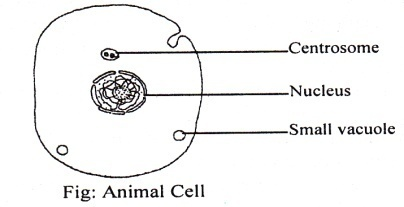 Centrosome
Nucleus
Small vacuole
Fig: Animal Cell